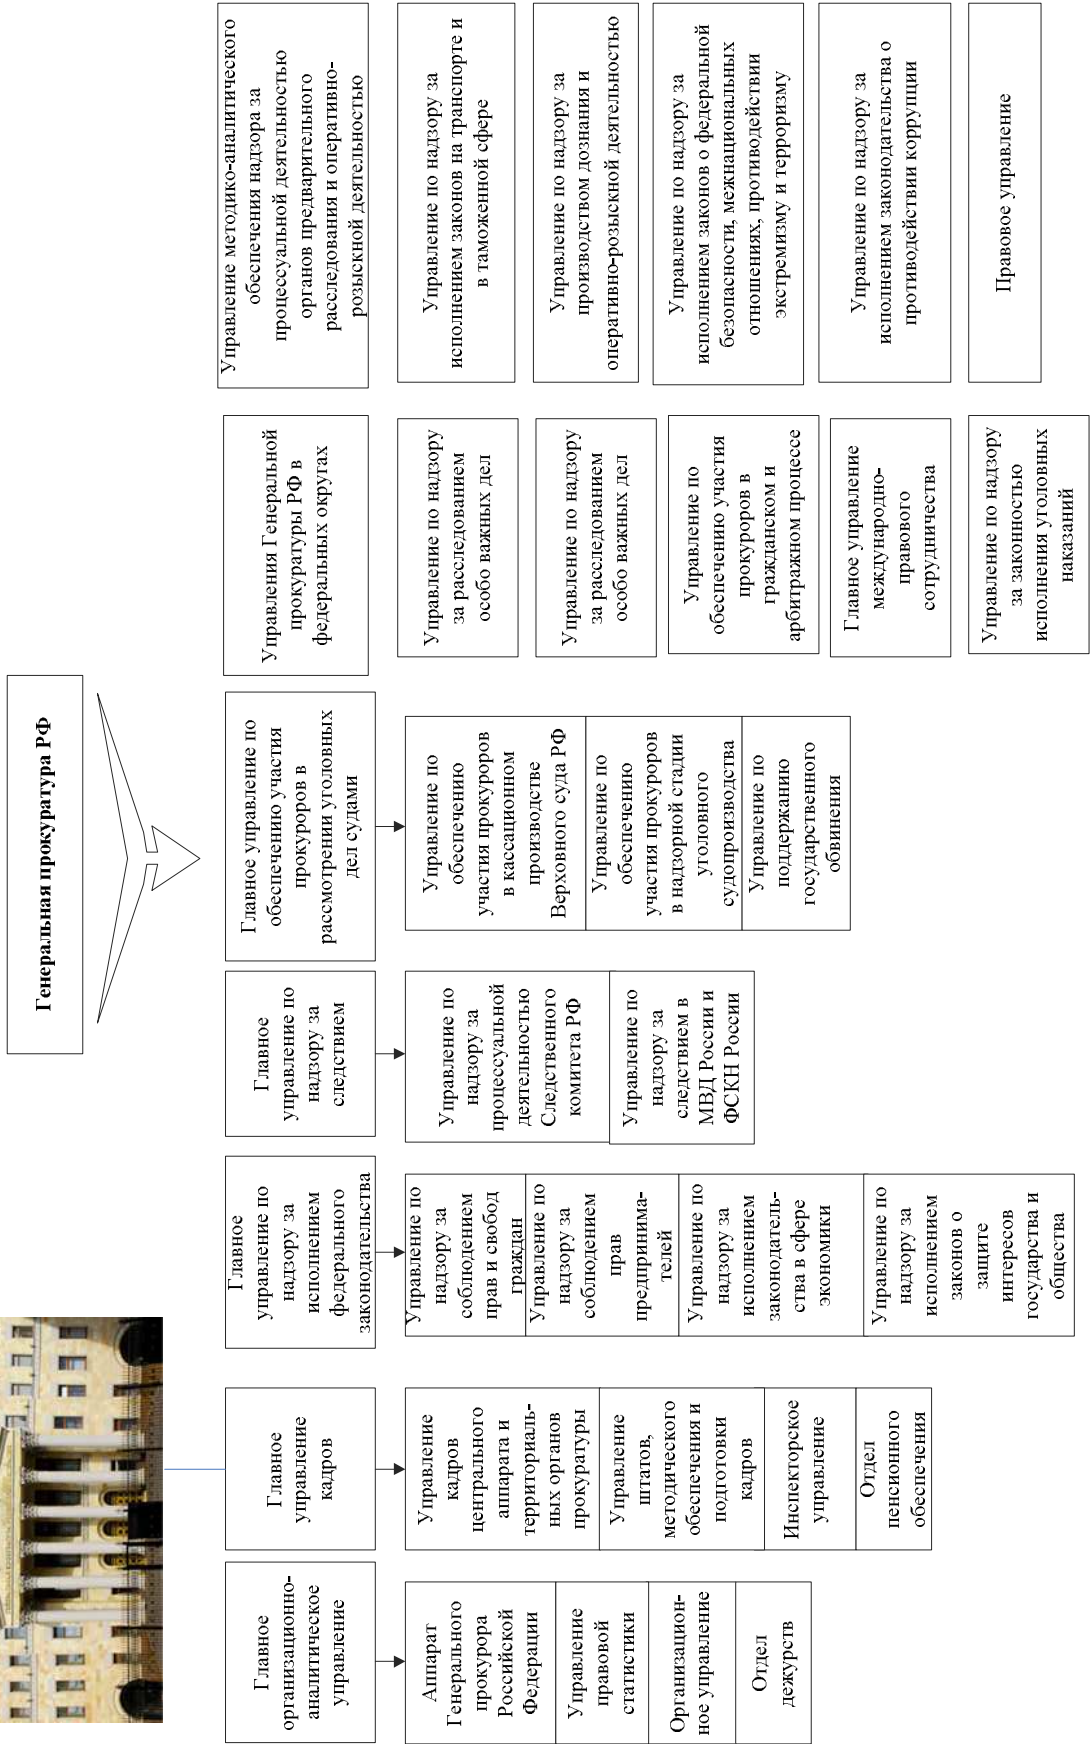 Генеральная прокуратура РФ
Главное
организационно-
аналитическое
управление
Аппарат
Генерального
прокурора
Российской
Федерации
Управление
правовой
статистики
Организацион-
ное управление
Отдел
дежурств
Главное
управление
кадров
Управление
кадров
центрального
аппарата и
территориаль-
ных органов
прокуратуры
Управление
штатов,
методического
обеспечения и
подготовки
кадров
Инспекторское
управление
Отдел
пенсионного
обеспечения
Главное
управление по
надзору за
исполнением
федерального
законодательства
Управление по
надзору за
соблюдением
прав и свобод
граждан
Управление по
надзору за
соблюдением
прав
предпринима-
телей
Управление по
надзору за
исполнением
законодатель-
ства в сфере
экономики
Управление по
надзору за
исполнением
законов о
защите
интересов
государства и
общества
Главное
управление по
надзору за
следствием
Управление по
надзору за
процессуальной
деятельностью
Следственного
комитета РФ
Управление по
надзору за
следствием в
МВД России и
ФСКН России
Главное управление по
обеспечению участия
прокуроров в
рассмотрении уголовных
дел судами
Управление по
обеспечению
участия прокуроров
в кассационном
производстве
Верховного суда РФ
Управление по
обеспечению
участия прокуроров
в надзорной стадии
уголовного
судопроизводства
Управление по
поддержанию
государственного
обвинения
Управления Генеральной
прокуратуры РФ в
федеральных округах
Управление по надзору
за расследованием
особо важных дел
Управление по надзору
за расследованием
особо важных дел
Управление по
обеспечению участия
прокуроров в
гражданском и
арбитражном процессе
Главное управление
международно-
правового
сотрудничества
Управление по надзору
за законностью
исполнения уголовных
наказаний
Управление методико-аналитического
обеспечения надзора за
процессуальной деятельностью
органов предварительного
расследования и оперативно-
розыскной деятельностью
Управление по надзору за
исполнением законов на транспорте и
в таможенной сфере
Управление по надзору за
производством дознания и
оперативно-розыскной деятельностью
Управление по надзору за
исполнением законов о федеральной
безопасности, межнациональных
отношениях, противодействии
экстремизму и терроризму
Управление по надзору за
исполнением законодательства о
противодействии коррупции
Правовое управление